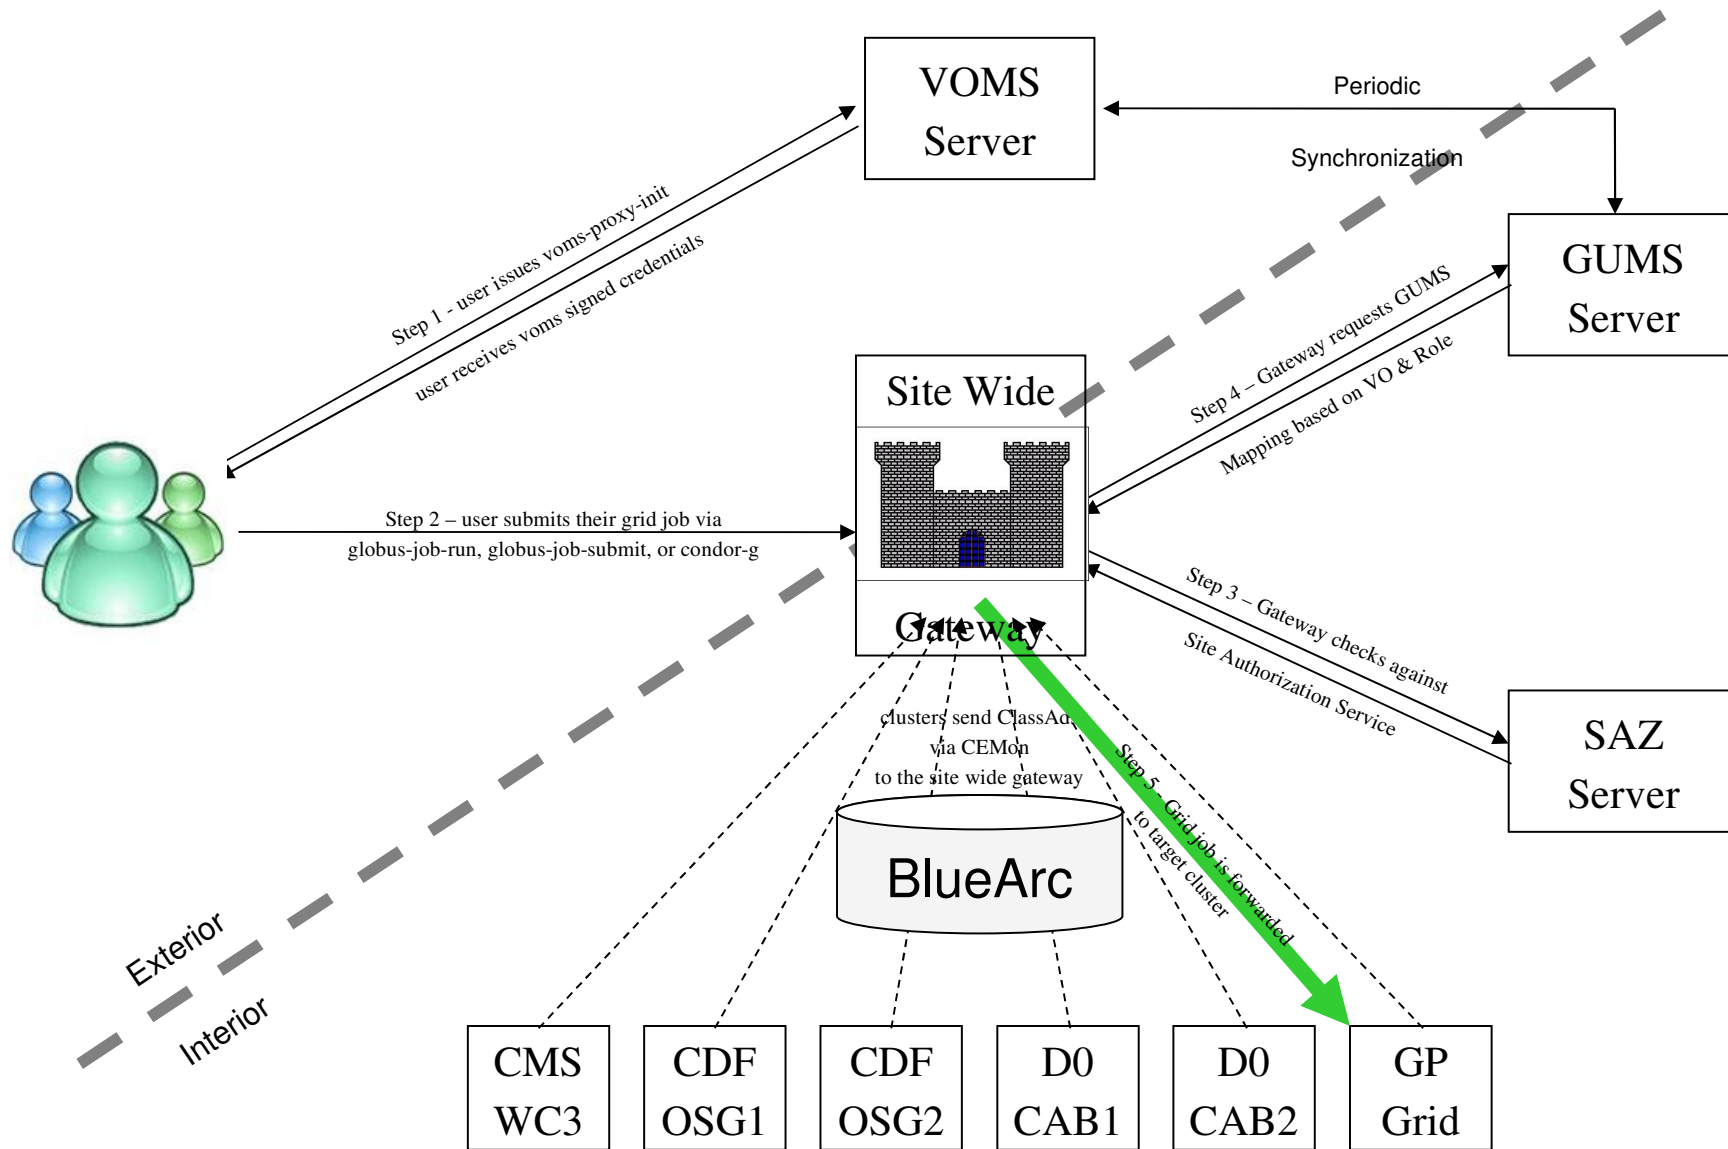 VOMS
Server
Periodic
Synchronization
GUMS
Server
Step 1 - user issues voms-proxy-init
user receives voms signed credentials
Step 4 – Gateway requests GUMS
Mapping based on VO & Role
Site Wide
Gateway
Step 2 – user submits their grid job via
globus-job-run, globus-job-submit, or condor-g
Step 3 – Gateway checks against
Site Authorization Service
SAZ
Server
clusters send ClassAd
via CEMon
to the site wide gateway
Step 5 - Grid job is forwarded
to target cluster
BlueArc
Exterior
Interior
CMS
WC3
CDF
OSG1
CDF
OSG2
D0
CAB1
D0
CAB2
GP
Grid